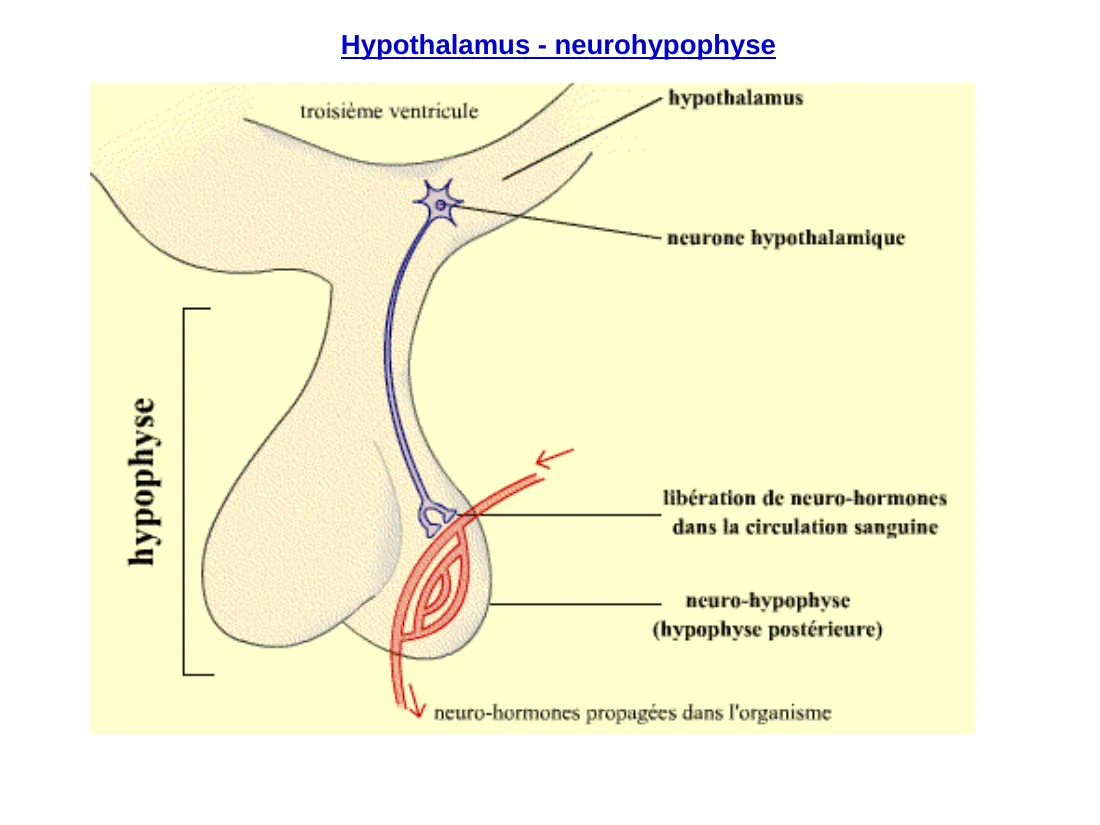 Hypothalamus - neurohypophyse
troisième ventricule
hypothalamus
neurone hypothalamique
hypophyse
libération de neuro-hormones
dans la circulation sanguine
neuro-hypophyse
(hypophyse postérieure)
neuro-hormones propagées dans l'organisme